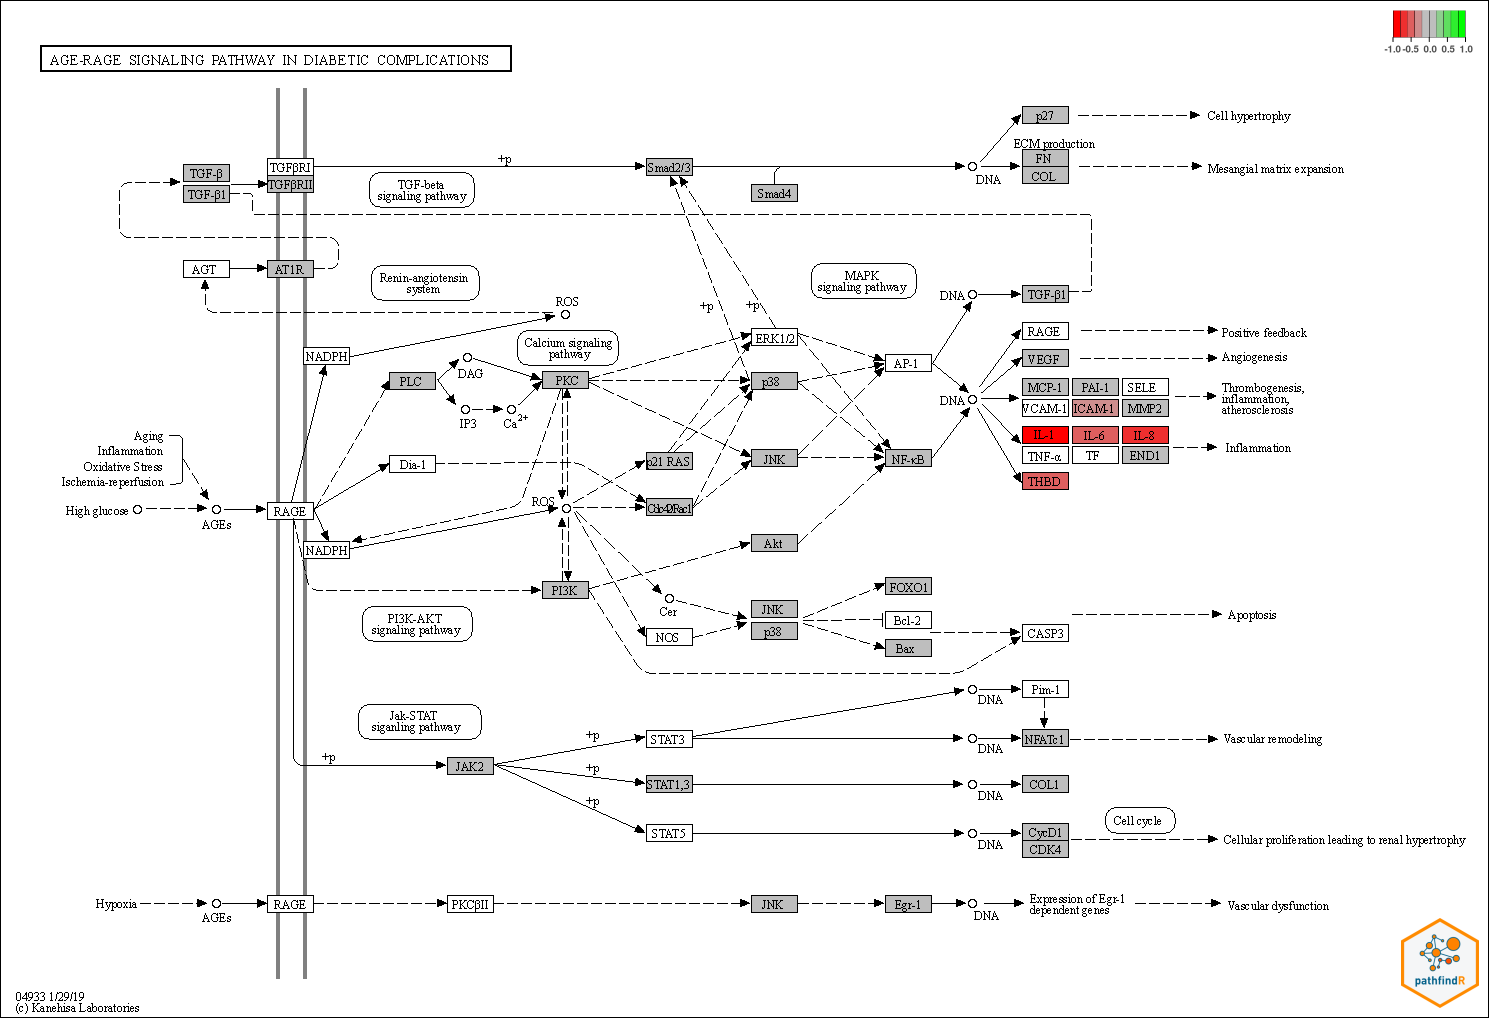 -1.0 -0.5 0.0 0.5 1.0
AGE-RAGE SIGNALING PATHWAY IN DIABETIC COMPLICATIONS
p27
Cell hypertrophy
ECM production
FN
COL
Mesangial matrix expansion
DNA
TGF-β
TGF-β1
TGFβRI
TGFβRII
+p
TGF-beta
signaling pathway
Smad2/3
Smad4
AGT
AT1R
Renin-angiotensin
system
MAPK
signaling pathway
DNA
TGF-β1
ROS
+p
+p
NADPH
Calcium signaling
pathway
ERK1/2
RAGE
Positive feedback
VEGF
Angiogenesis
AP-1
PLC
DAG
PKC
p38
IP3
Ca2+
DNA
MCP-1
PAI-1
SELE
VCAM-1
ICAM-1
MMP2
Thrombogenesis,
inflammation,
atherosclerosis
IL-1
IL-6
IL-8
TNF-α
TF
END1
Inflammation
THBD
Aging
Inflammation
Oxidative Stress
Ischemia-reperfusion
Dia-1
p21 RAS
JNK
NF-κB
High glucose
AGEs
RAGE
ROS
Cdc42/Rac1
NADPH
Akt
PI3K
FOXO1
Cer
PI3K-AKT
signaling pathway
NOS
JNK
p38
Bcl-2
Bax
CASP3
Apoptosis
DNA
Pim-1
Jak-STAT
siganling pathway
+p
JAK2
+p
+p
+p
STAT3
DNA
NFATc1
Vascular remodeling
STAT1,3
DNA
COL1
STAT5
DNA
CycD1
CDK4
Cell cycle
Cellular proliferation leading to renal hypertrophy
Hypoxia
AGEs
RAGE
PKCβII
JNK
Egr-1
DNA
Expression of Egr-1
dependent genes
Vascular dysfunction
pathfindR
04933 1/29/19
(c) Kanehisa Laboratories